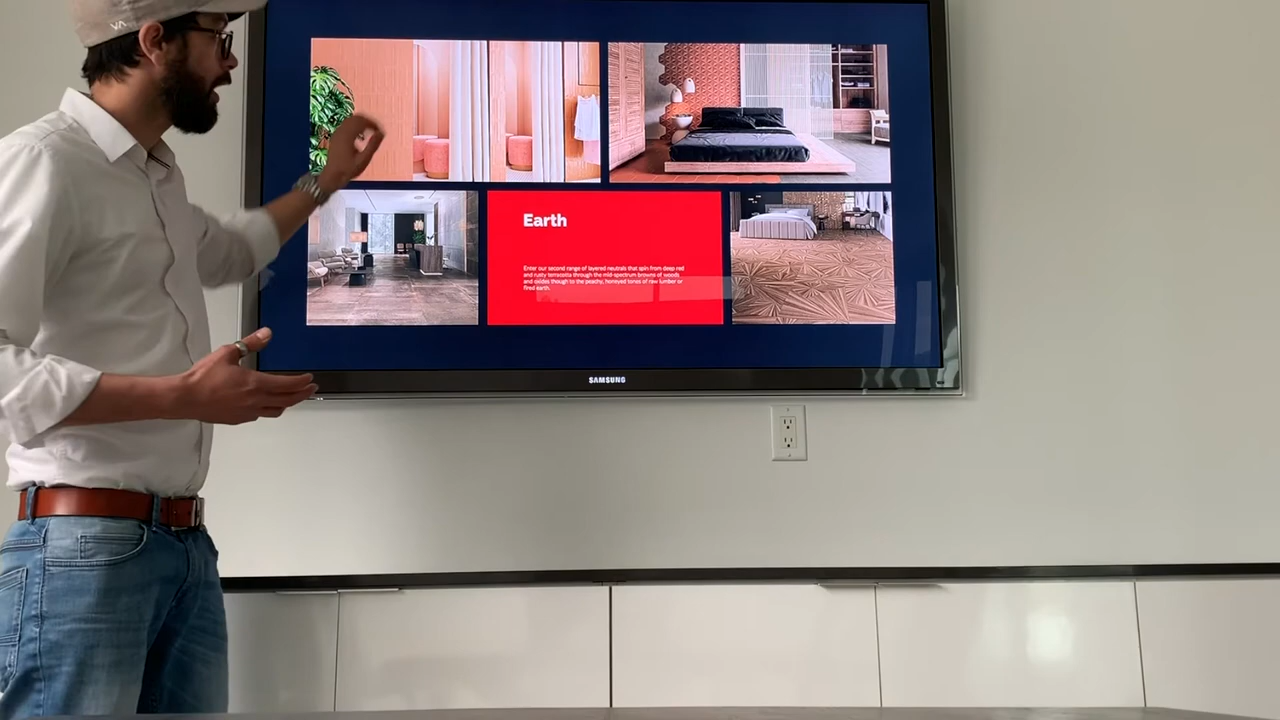 Earth
Enter our second range of layered neutrals that spin from deep red
and rusty terracotta through the mid-spectrum browns of woods
and oxides though to the peachy, honeyed tones of raw lumber or
fired earth.
SAMSUNG